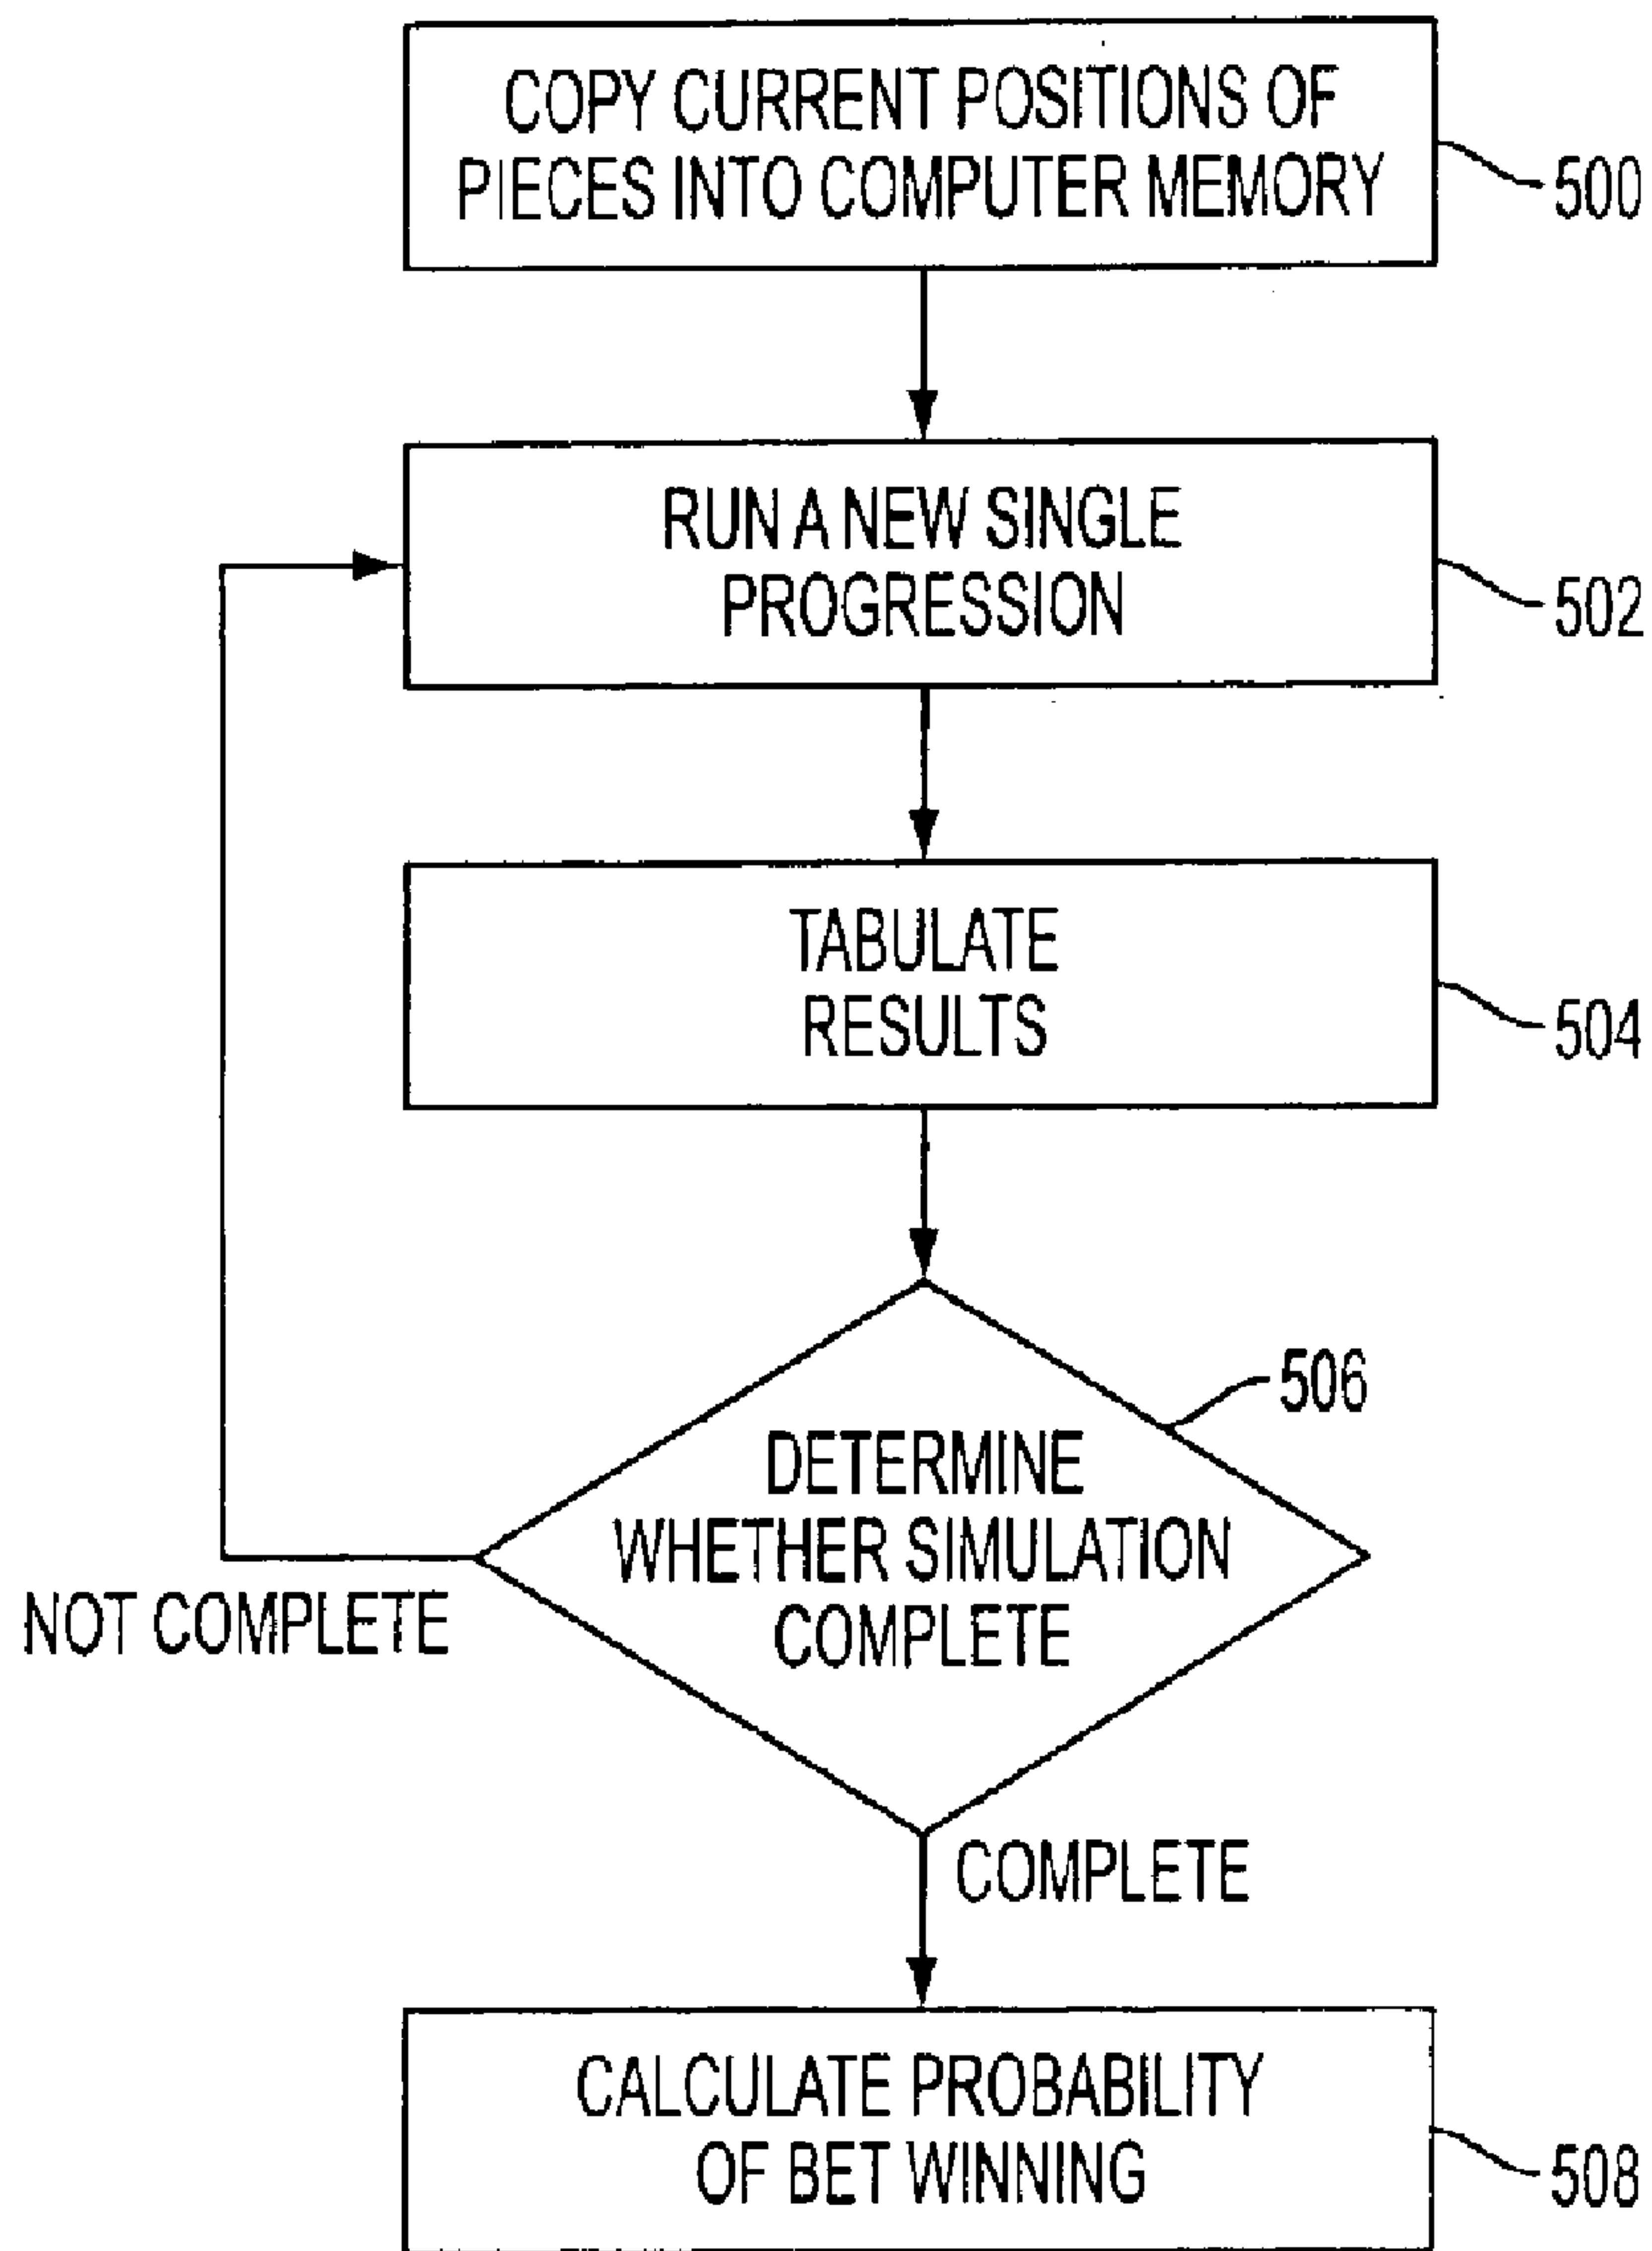 COPY CURRENT POSITIONS OF
PIECES INTO COMPUTER MEMORY
500
RUN A NEW SINGLE
PROGRESSION
502
TABULATE
RESULTS
504
506
DETERMINE
WHETHER SIMULATION
COMPLETE
NOT COMPLETE
COMPLETE
CALCULATE PROBABILITY
OF BET WINNING
508